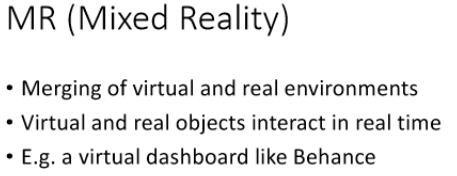 MR (Mixed Reality)
• Merging of virtual and real environments
• Virtual and real objects interact in real time
• E.g. a virtual dashboard like Behance